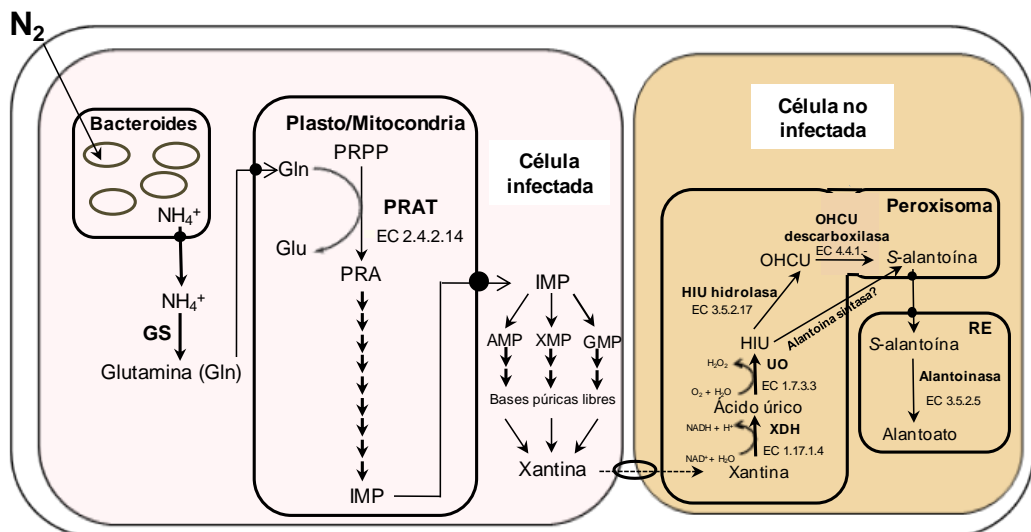 N₂
Bacteroides
NH₄⁺
NH₄⁺
GS
Glutamina (Gln)
Plasto/Mitocondria
PRPP
Gln
PRAT
EC 2.4.2.14
Glu
PRA
IMP
Célula
infectada
IMP
AMP XMP GMP
Bases púricas libres
Xantina
Célula no
infectada
Peroxisoma
OHCU
descarboxilasa
EC 4.4.1.-
OHCU
S-alantoína
HIU hidrolasa
EC 3.5.2.17
Alantoina sintasa?
HIU
H₂O₂
UO
EC 1.7.3.3
O₂ + H₂O
Ácido úrico
NADH + H⁺
XDH
EC 1.17.1.4
NAD⁺ + H₂O
Xantina
RE
S-alantoína
Alantoinasa
EC 3.5.2.5
Alantoato